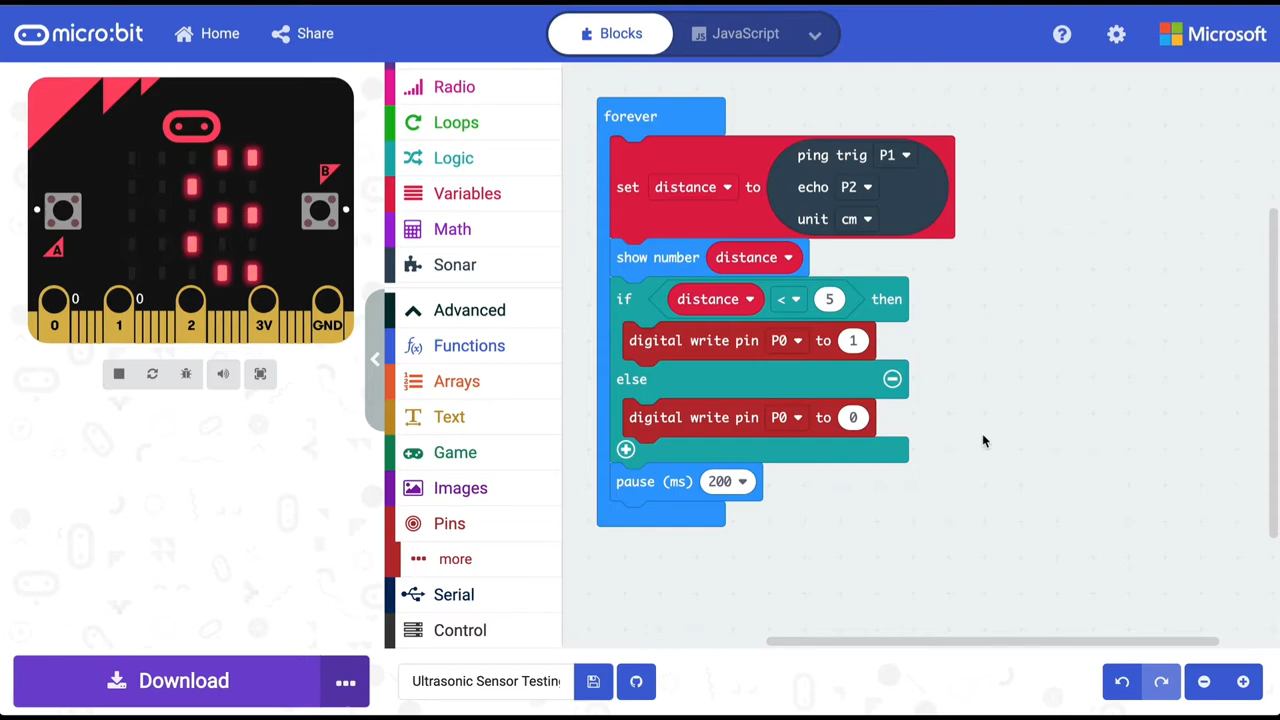 micro:bit
Home
Share
Blocks
JavaScript
Microsoft
B
A
0
0
0 1 2 3V GND
Radio
Loops
Logic
Variables
Math
Sonar
Advanced
Functions
Arrays
Text
Game
Images
Pins
more
Serial
Control
forever
set distance to ping trig P1
echo P2
unit cm
show number distance
if distance < 5 then
digital write pin P0 to 1
else
digital write pin P0 to 0
pause (ms) 200
Download
Ultrasonic Sensor Testing